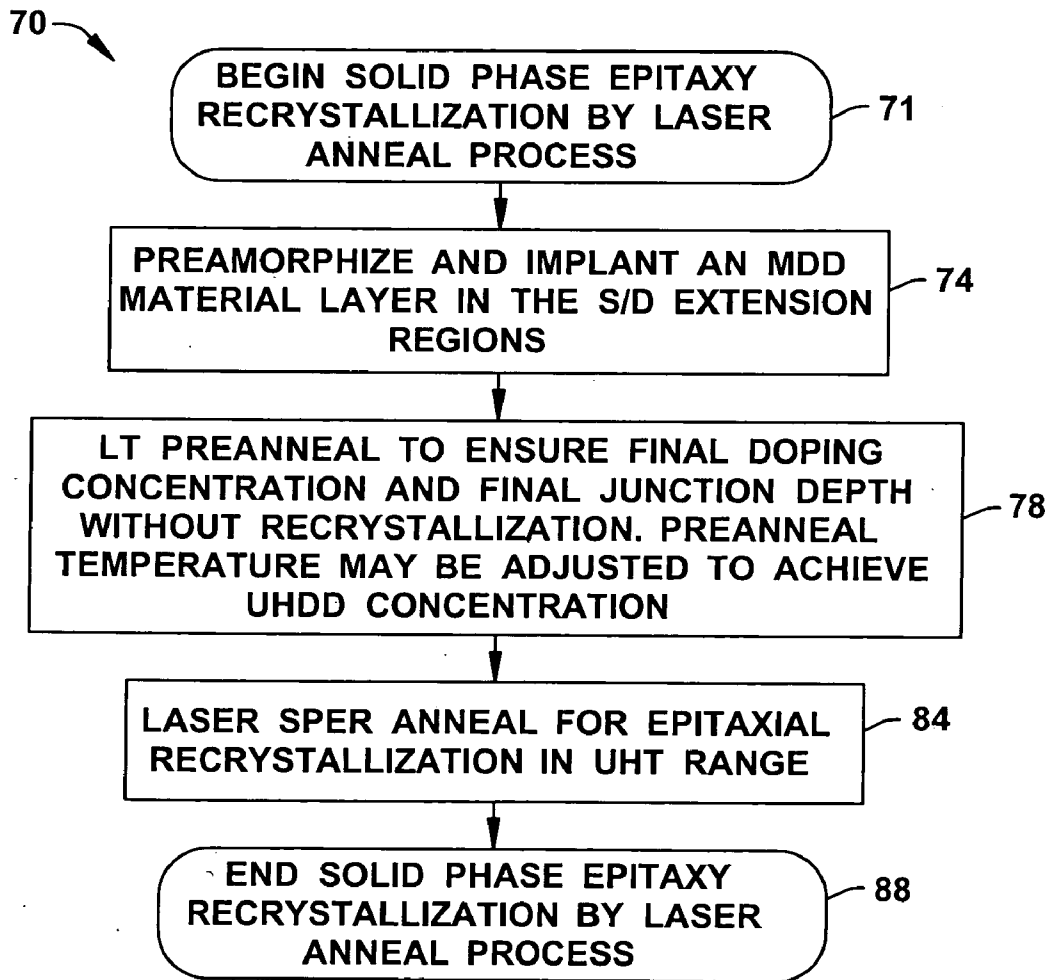 70
BEGIN SOLID PHASE EPITAXY
RECRYSTALLIZATION BY LASER
ANNEAL PROCESS
71
PREAMORPHIZE AND IMPLANT AN MDD
MATERIAL LAYER IN THE S/D EXTENSION
REGIONS
74
LT PREANNEAL TO ENSURE FINAL DOPING
CONCENTRATION AND FINAL JUNCTION DEPTH
WITHOUT RECRYSTALLIZATION. PREANNEAL
TEMPERATURE MAY BE ADJUSTED TO ACHIEVE
UHDD CONCENTRATION
78
LASER SPER ANNEAL FOR EPITAXIAL
RECRYSTALLIZATION IN UHT RANGE
84
END SOLID PHASE EPITAXY
RECRYSTALLIZATION BY LASER
ANNEAL PROCESS
88